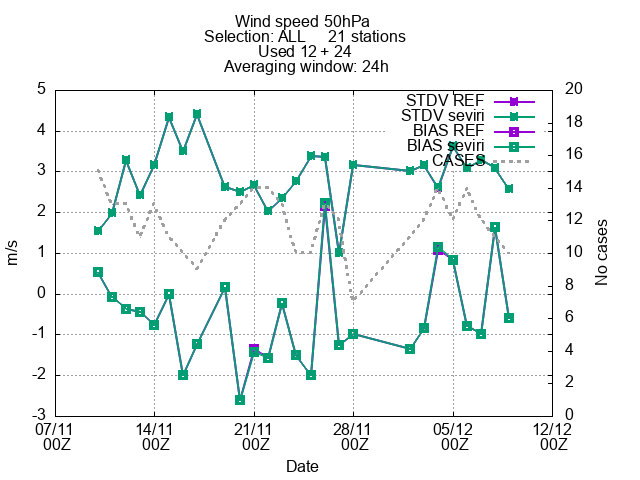 Wind speed 50hPa
Selection: ALL 21 stations
Used 12 + 24
Averaging window: 24h
5
4
3
2
1
0
-1
-2
-3
m/s
20
18
16
14
12
10
8
6
4
2
0
No cases
STDV REF
STDV seviri
BIAS REF
BIAS seviri
CASES
07/11 14/11 21/11 28/11 05/12 12/12
00Z 00Z 00Z 00Z 00Z 00Z
Date